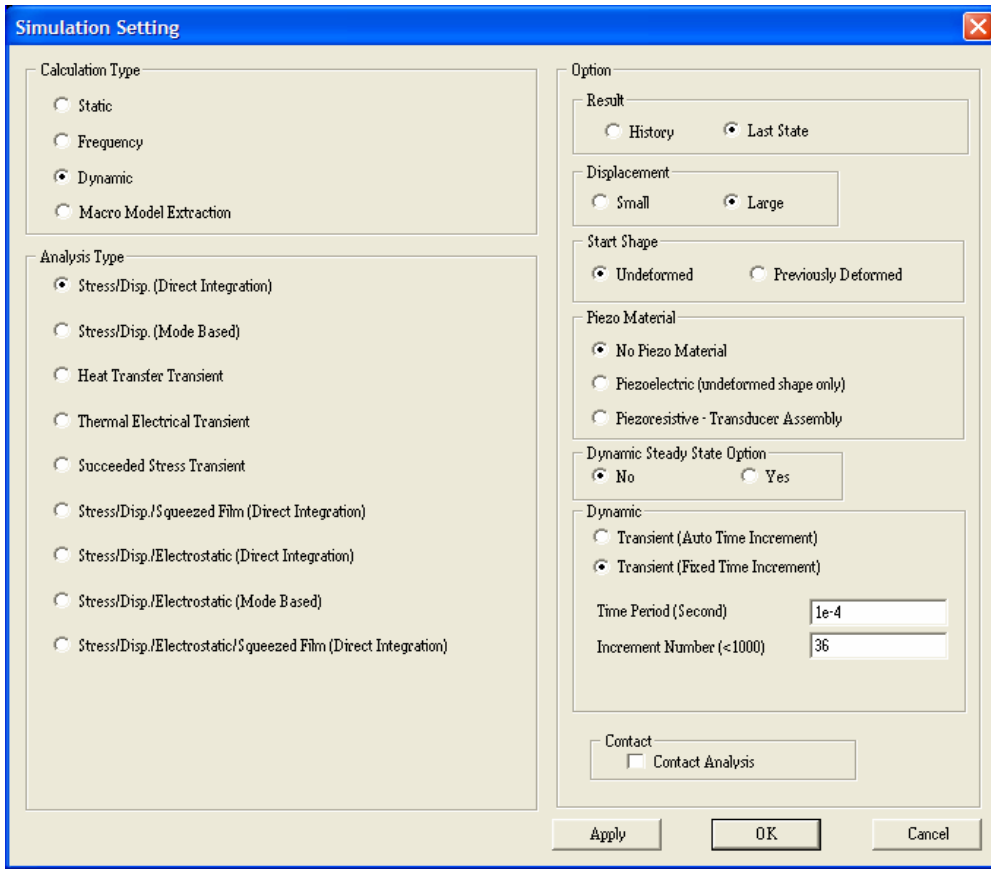 Simulation Setting
Calculation Type
Static
Frequency
Dynamic
Macro Model Extraction
Analysis Type
Stress/Disp. (Direct Integration)
Stress/Disp. (Mode Based)
Heat Transfer Transient
Thermal Electrical Transient
Succeeded Stress Transient
Stress/Disp./Squeezed Film (Direct Integration)
Stress/Disp./Electrostatic (Direct Integration)
Stress/Disp./Electrostatic (Mode Based)
Stress/Disp./Electrostatic/Squeezed Film (Direct Integration)
Option
Result
History Last State
Displacement
Small Large
Start Shape
Undeformed Previously Deformed
Piezo Material
No Piezo Material
Piezoelectric (undeformed shape only)
Piezoresistive - Transducer Assembly
Dynamic Steady State Option
No Yes
Dynamic
Transient (Auto Time Increment)
Transient (Fixed Time Increment)
Time Period (Second) 1e-4
Increment Number (<1000) 36
Contact
Contact Analysis
Apply OK Cancel